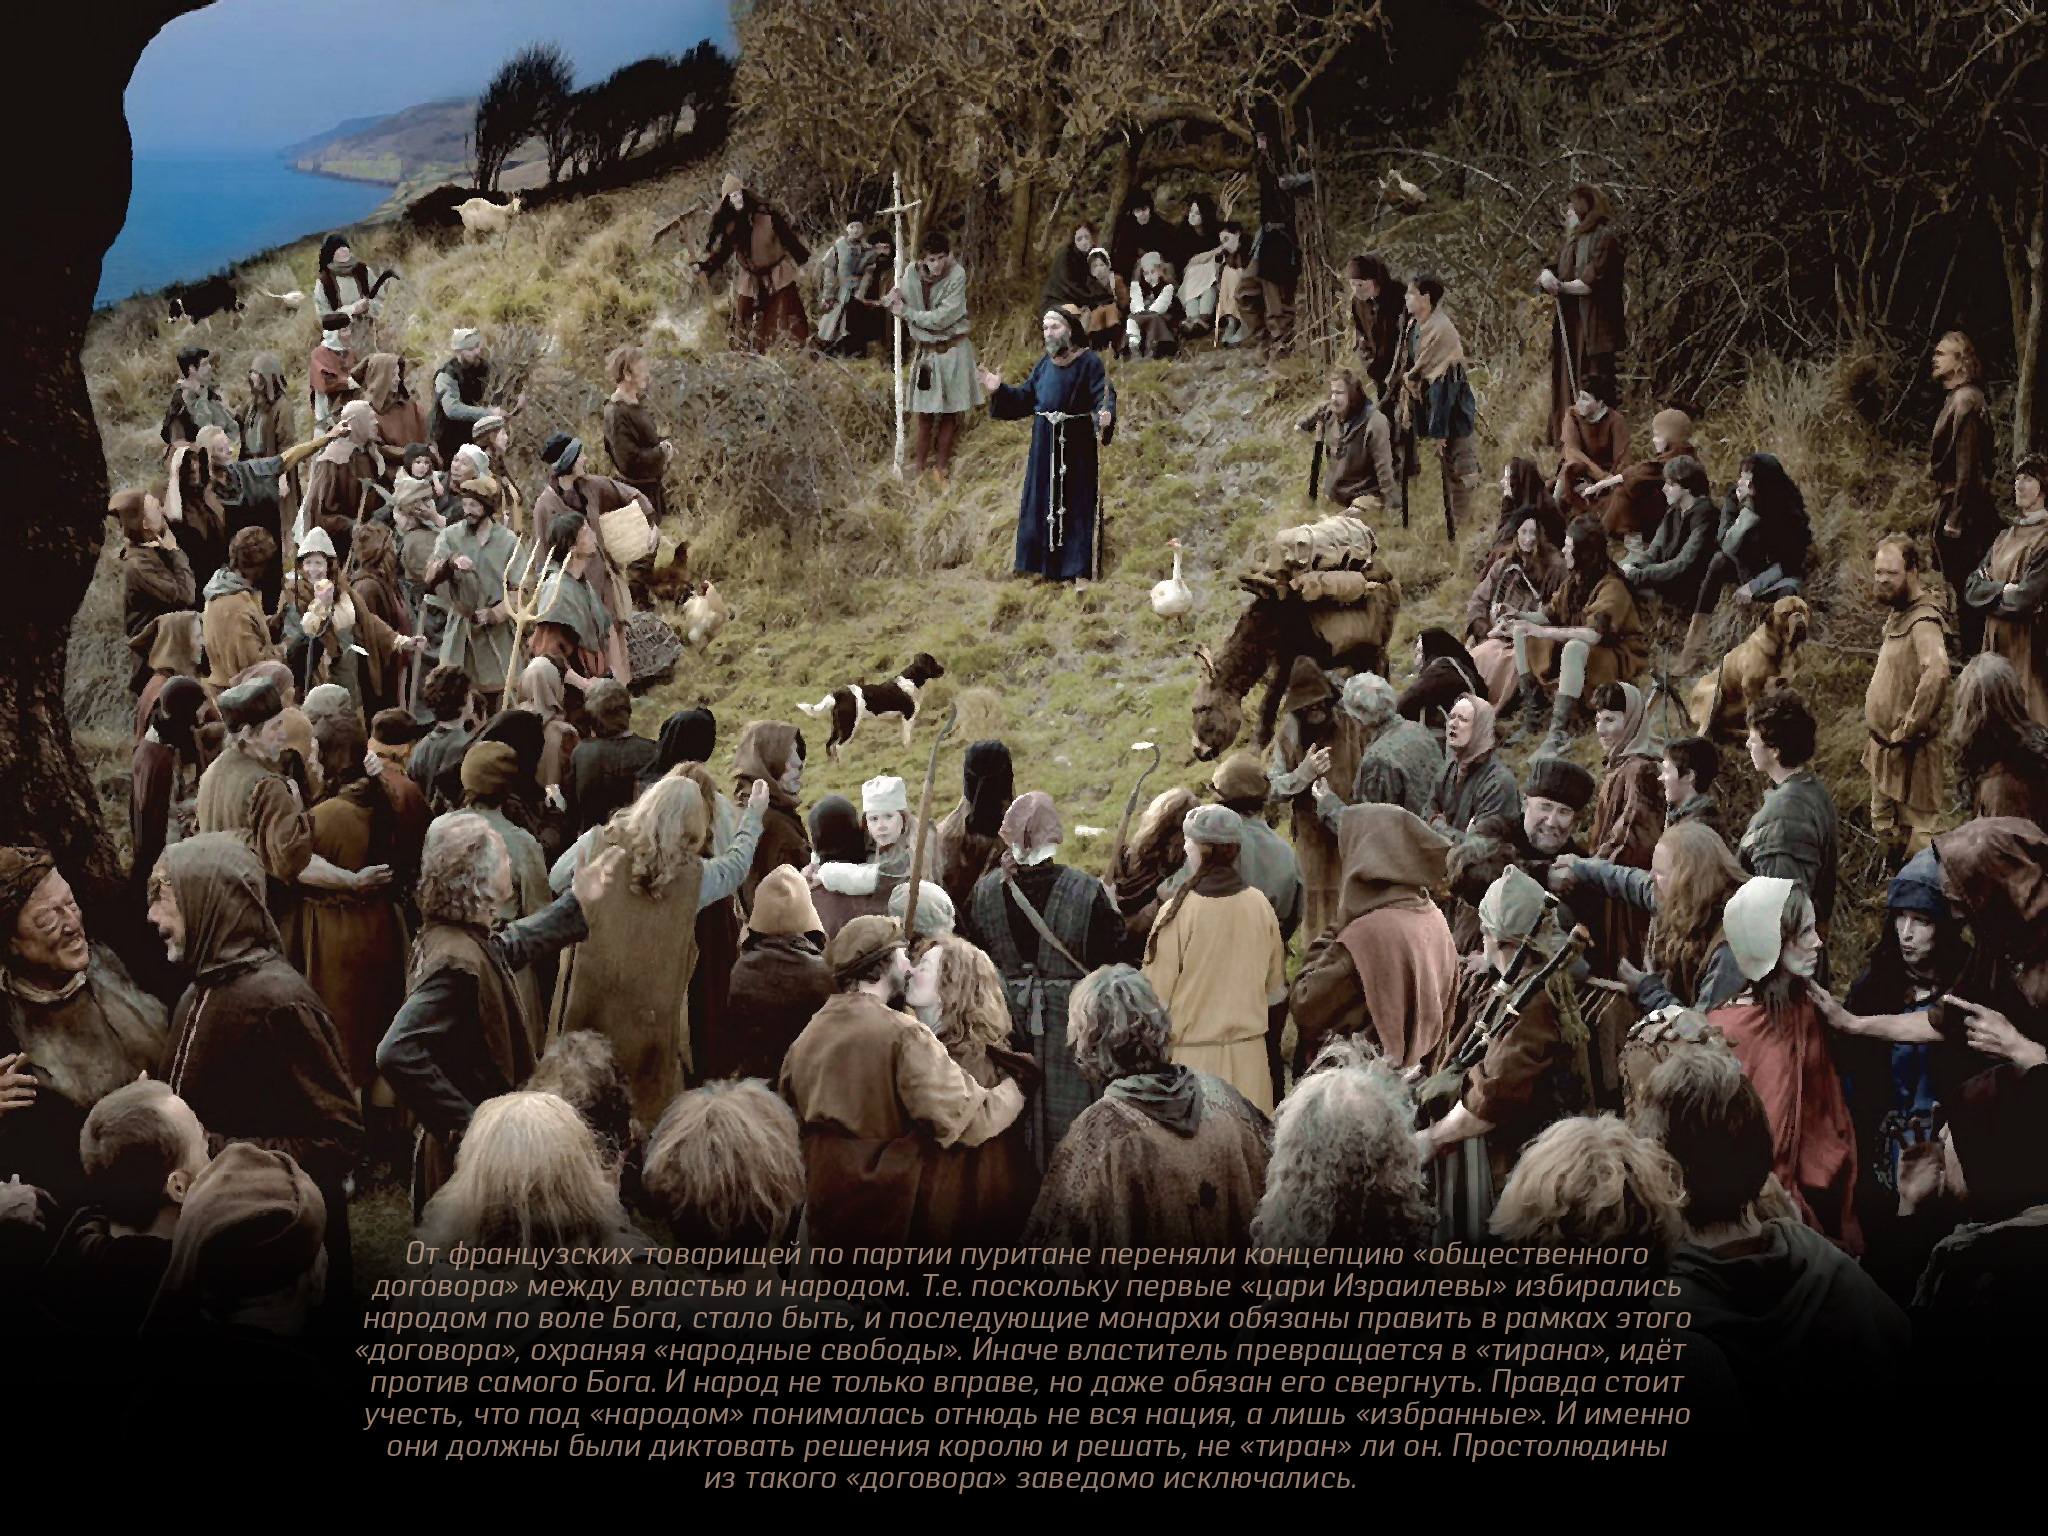 От французских товарищей по партии пуритане переняли концепцию «общественного
договора» между властью и народом. Т.е. поскольку первые «цари Израилевы» избирались
народом по воле Бога, стало быть, и последующие монархи обязаны править в рамках этого
«договора», охраняя «народные свободы». Иначе властитель превращается в «тирана», идёт
против самого Бога. И народ не только вправе, но даже обязан его свергнуть. Правда стоит
учесть, что под «народом» понималась отнюдь не вся нация, а лишь «избранные». И именно
они должны были диктовать решения королю и решать, не «тиран» ли он. Простолюдины
из такого «договора» заведомо исключались.